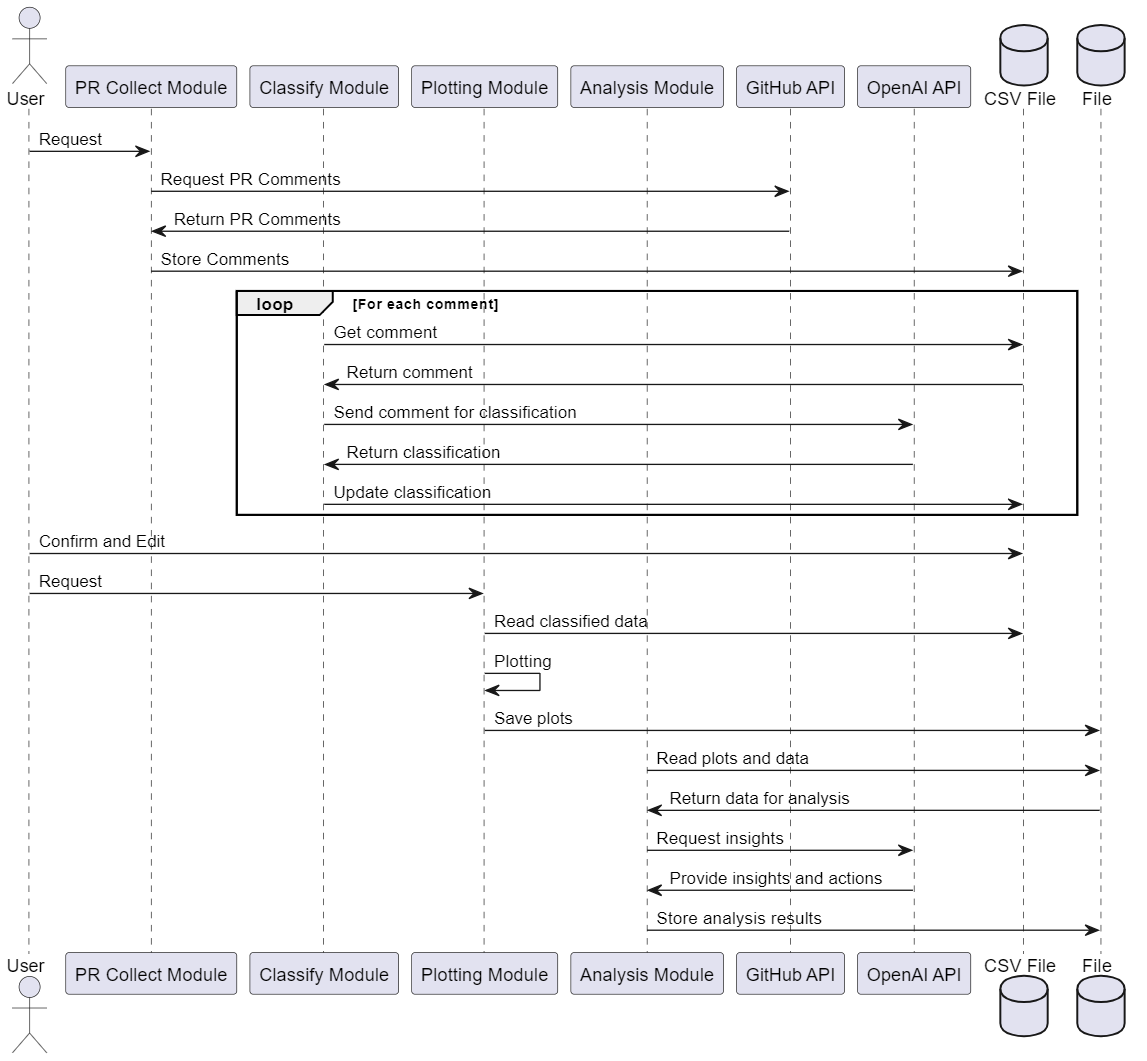 User
PR Collect Module
Classify Module
Plotting Module
Analysis Module
GitHub API
OpenAI API
CSV File
File
Request
Request PR Comments
Return PR Comments
Store Comments
loop
[For each comment]
Get comment
Return comment
Send comment for classification
Return classification
Update classification
Confirm and Edit
Request
Read classified data
Plotting
Save plots
Read plots and data
Return data for analysis
Request insights
Provide insights and actions
Store analysis results
User
PR Collect Module
Classify Module
Plotting Module
Analysis Module
GitHub API
OpenAI API
CSV File
File